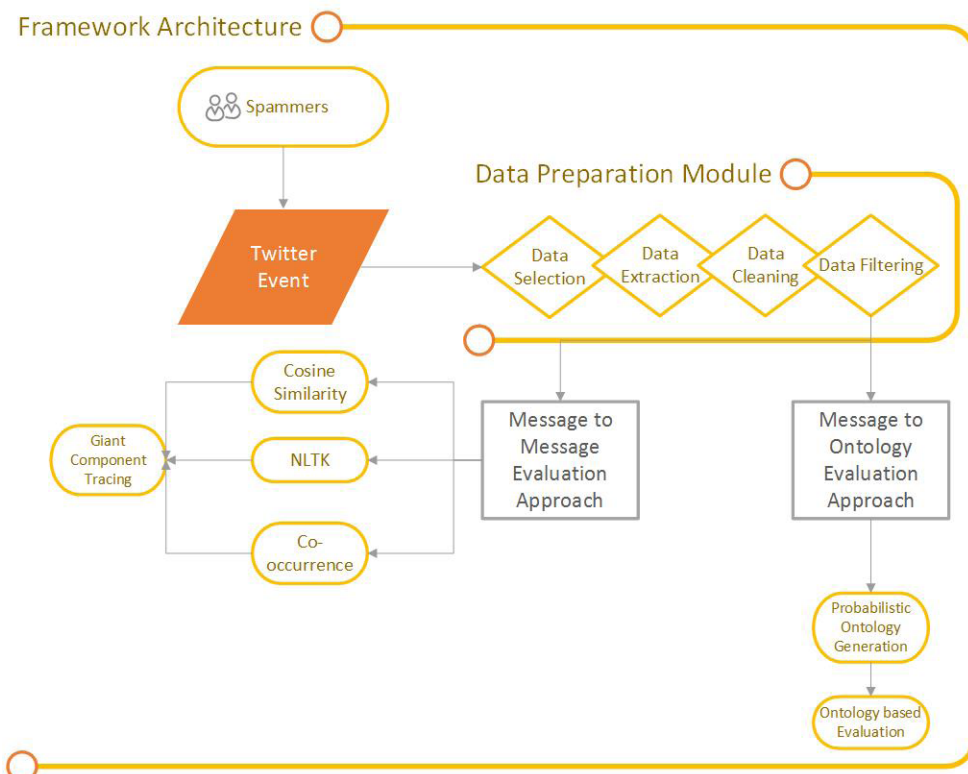 Framework Architecture
Spammers
Data Preparation Module
Twitter
Event
Data
Selection
Data
Extraction
Data
Cleaning
Data Filtering
Cosine
Similarity
Giant
Component
Tracing
NLTK
Co-
occurrence
Message to
Message
Evaluation
Approach
Message to
Ontology
Evaluation
Approach
Probabilistic
Ontology
Generation
Ontology based
Evaluation